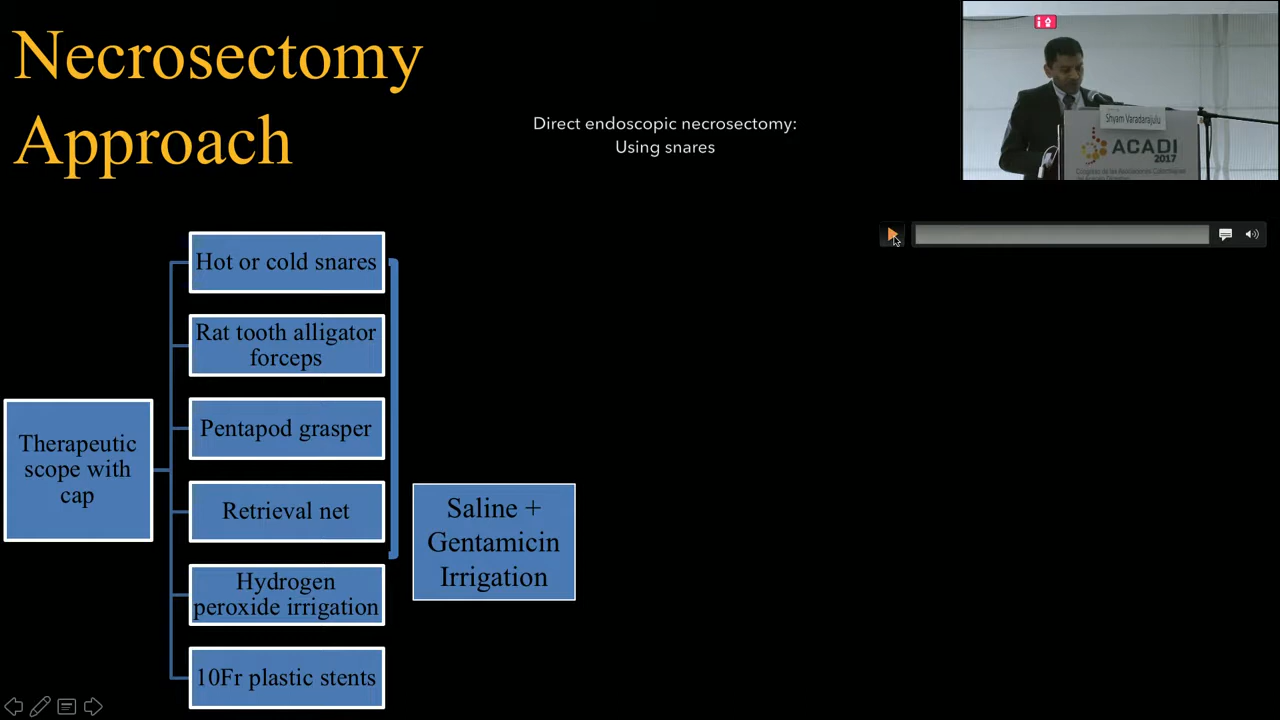 Necrosectomy
Approach
Direct endoscopic necrosectomy:
Using snares
Shyam Varadarajulu
ACADI
2017
Hot or cold snares
Rat tooth alligator
forceps
Pentapod grasper
Therapeutic
scope with
cap
Retrieval net
Saline +
Gentamicin
Irrigation
Hydrogen
peroxide irrigation
10Fr plastic stents